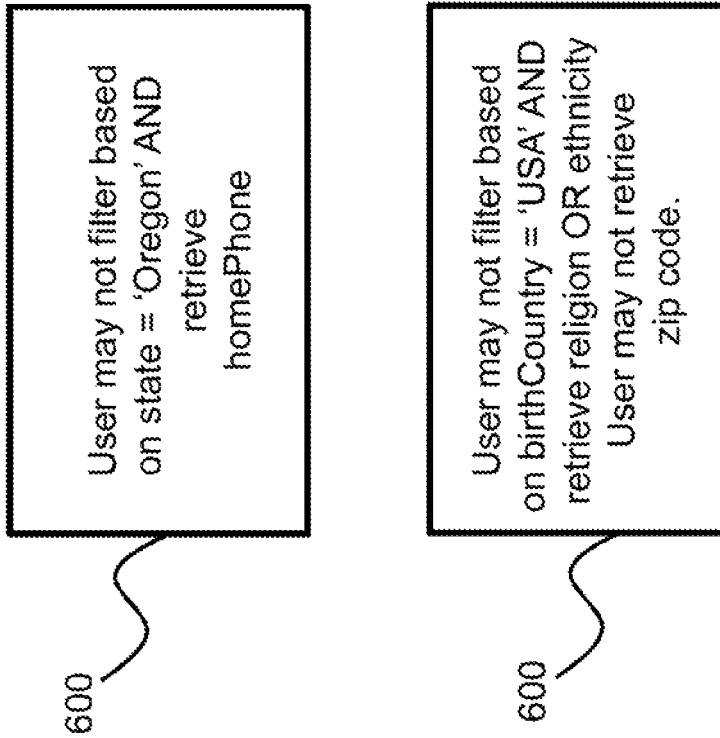 User may not filter based
on state = 'Oregon' AND
retrieve
homePhone
600
User may not filter based
on birthCountry = 'USA' AND
retrieve religion OR ethnicity
User may not retrieve
zip code.
600